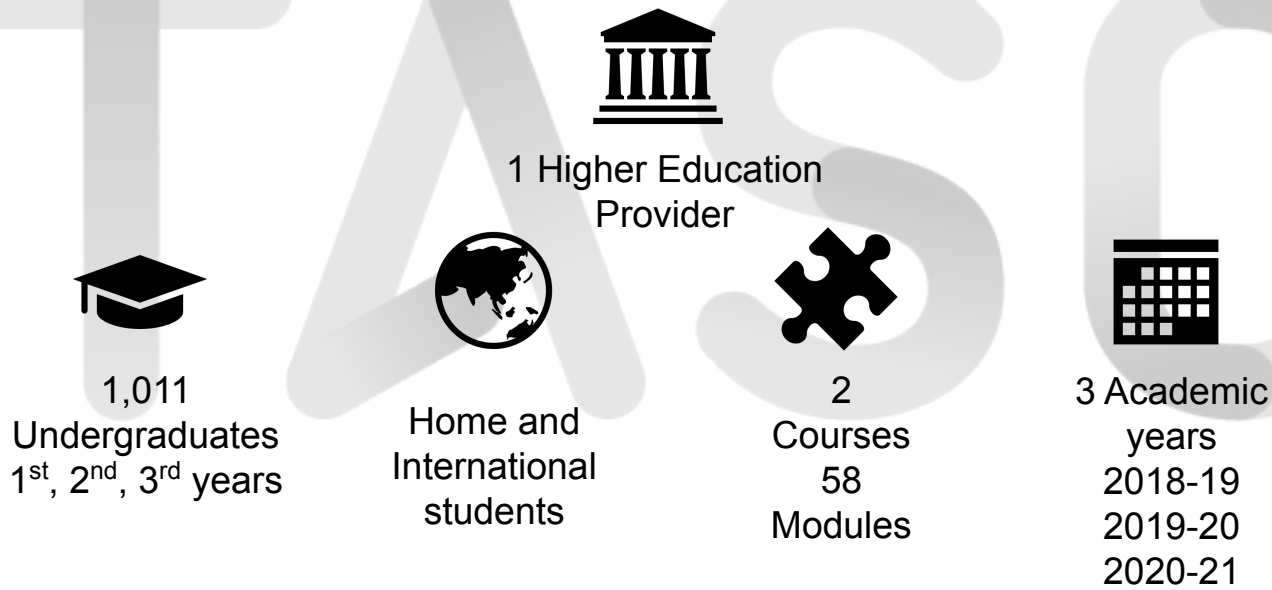 TASO
1 Higher Education
Provider
1,011
Undergraduates
1st, 2nd, 3rd years
Home and
International
students
2
Courses
58
Modules
3 Academic
years
2018-19
2019-20
2020-21